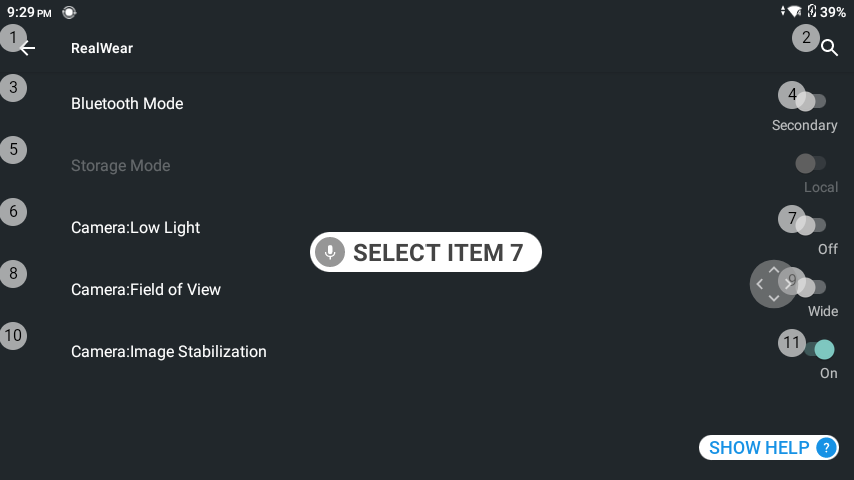 9:29 PM 39%
1 RealWear 2
3 Bluetooth Mode 4
Secondary
5 Storage Mode
Local
6 Camera:Low Light 7
Off
SELECT ITEM 7
8 Camera:Field of View 9
Wide
10 Camera:Image Stabilization 11
On
SHOW HELP ?